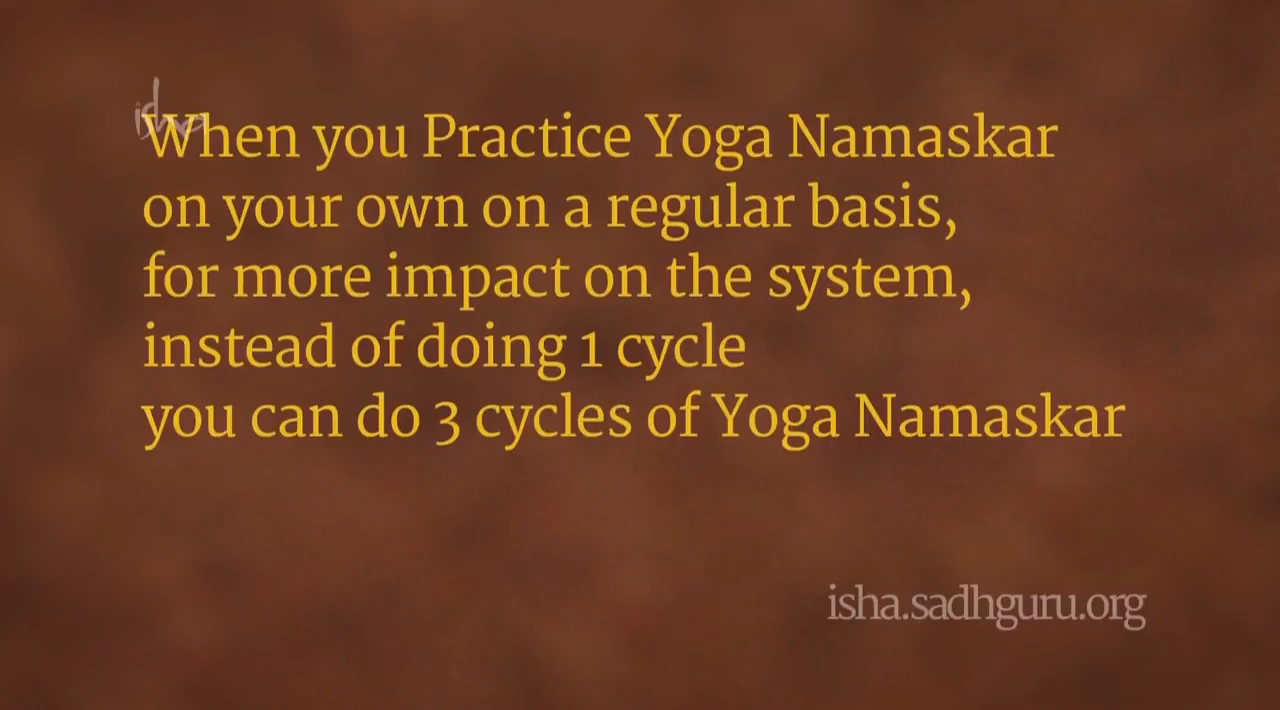 isha
When you Practice Yoga Namaskar
on your own on a regular basis,
for more impact on the system,
instead of doing 1 cycle
you can do 3 cycles of Yoga Namaskar
isha.sadhguru.org